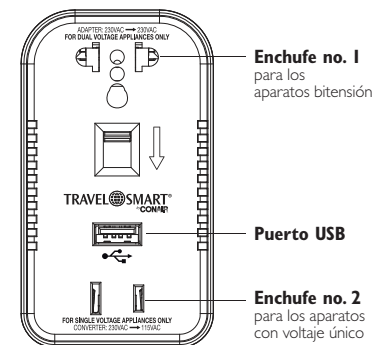 ADAPTER: 230VAC → 230VAC
FOR DUAL VOLTAGE APPLIANCES ONLY
Enchufe no. 1
para los
aparatos bitensión
TRAVEL SMART®
BY CONAIR
Puerto USB
Enchufe no. 2
para los aparatos
con voltaje único
FOR SINGLE VOLTAGE APPLIANCES ONLY
CONVERTER: 230VAC → 115VAC